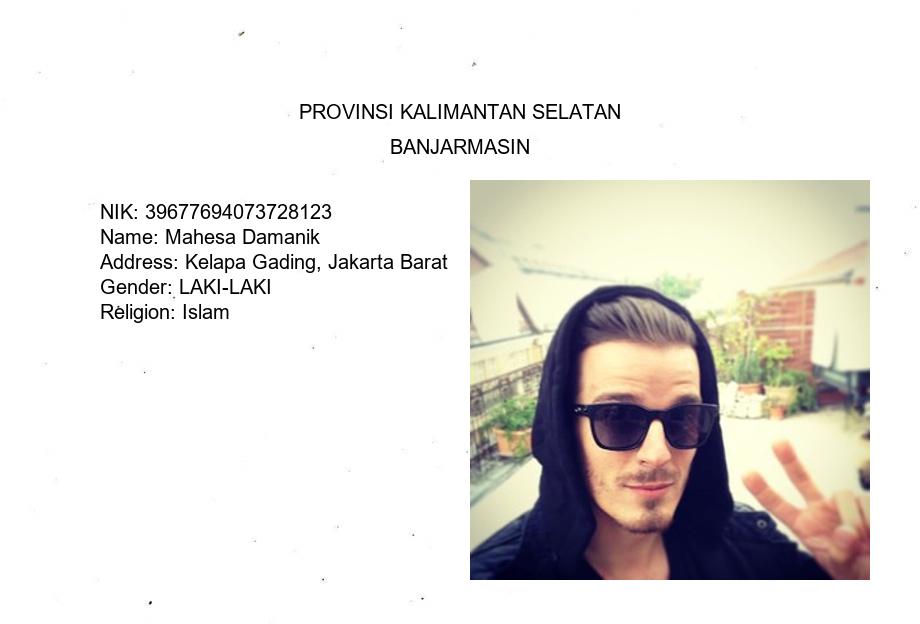 PROVINSI KALIMANTAN SELATAN
BANJARMASIN
NIK: 39677694073728123
Name: Mahesa Damanik
Address: Kelapa Gading, Jakarta Barat
Gender: LAKI-LAKI
Religion: Islam